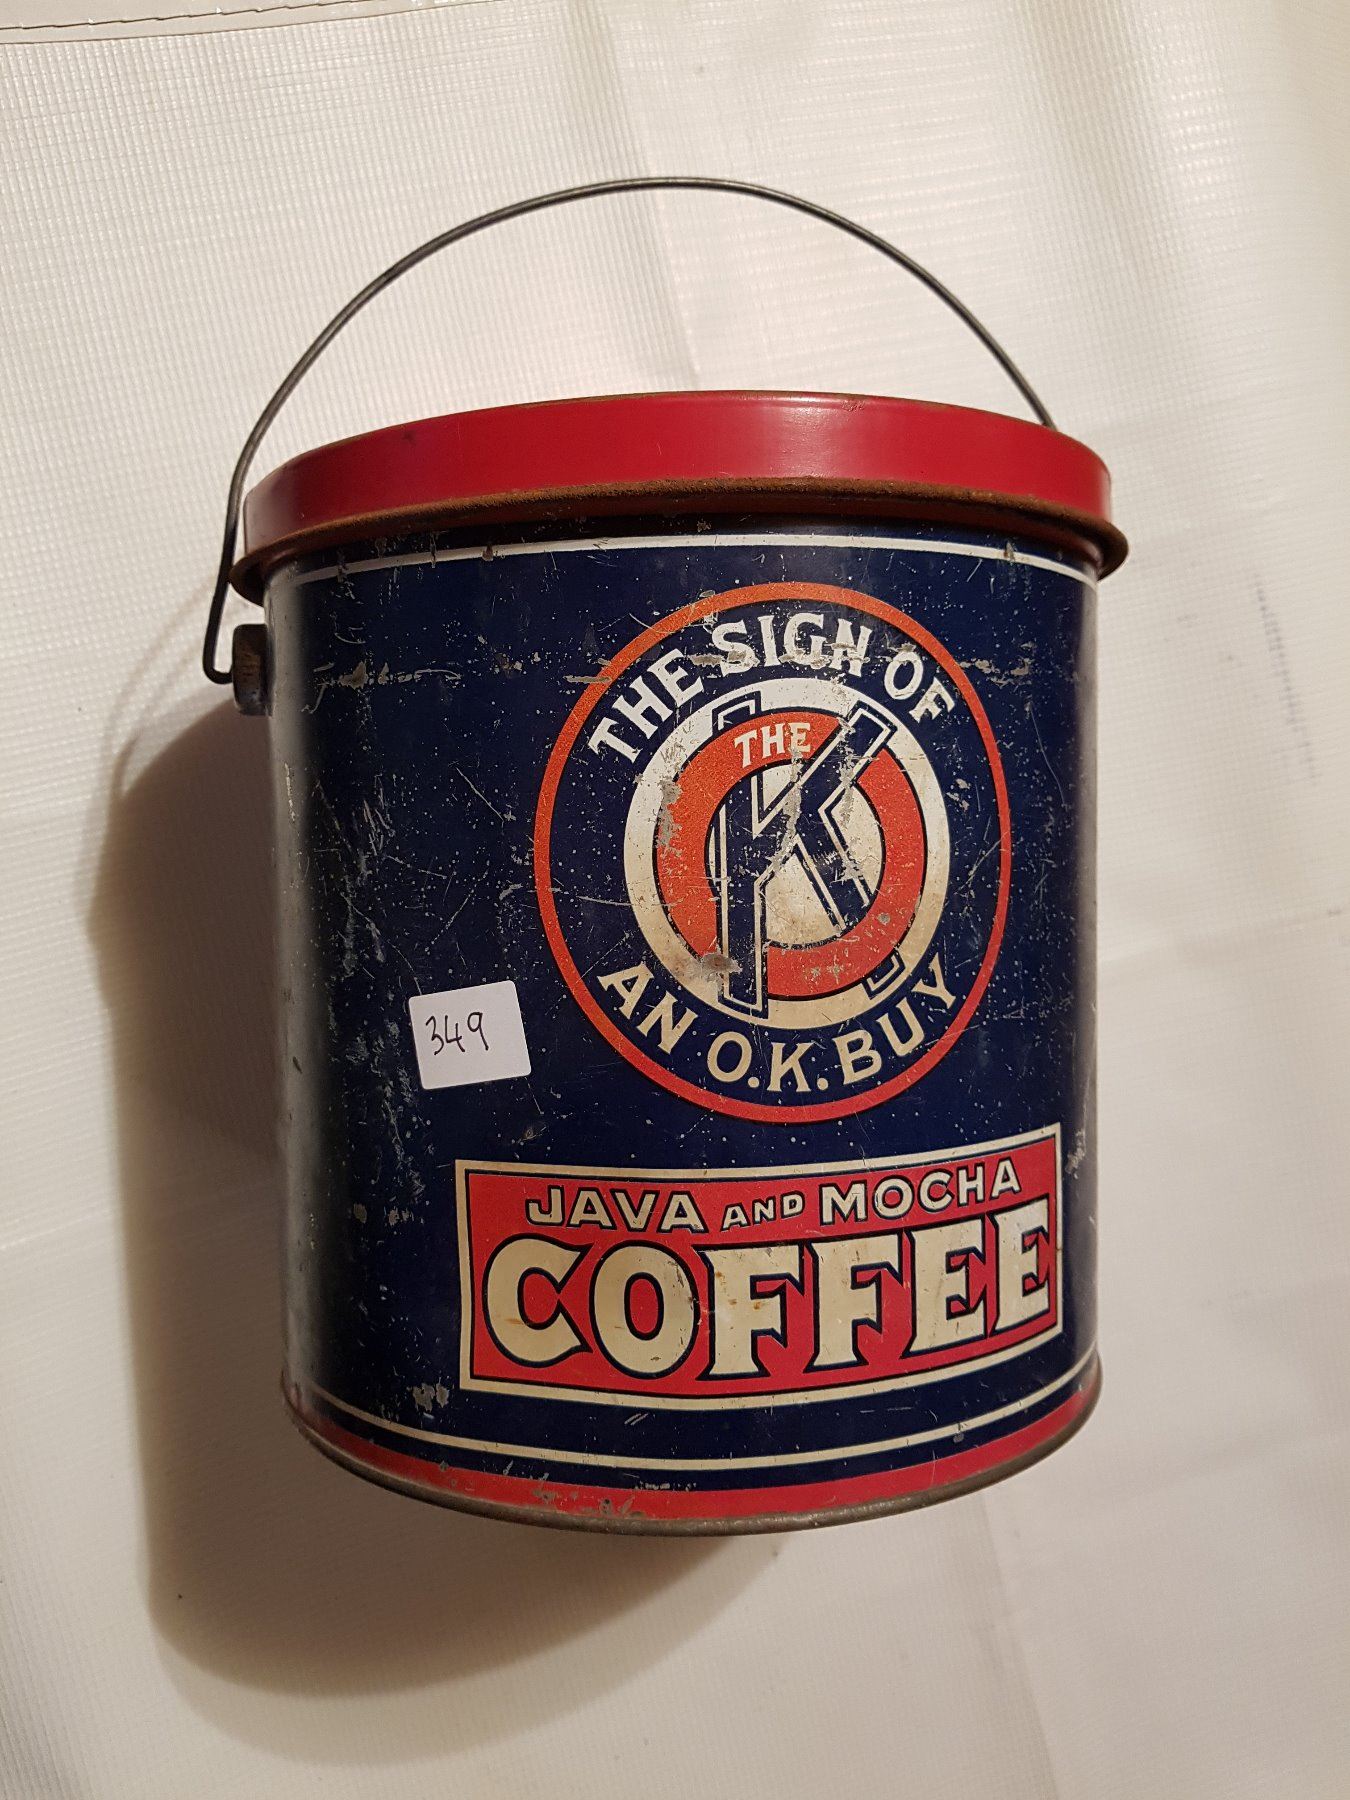 THE SIGN OF
THE
K
AN O.K. BUY
349
JAVA AND MOCHA
COFFEE